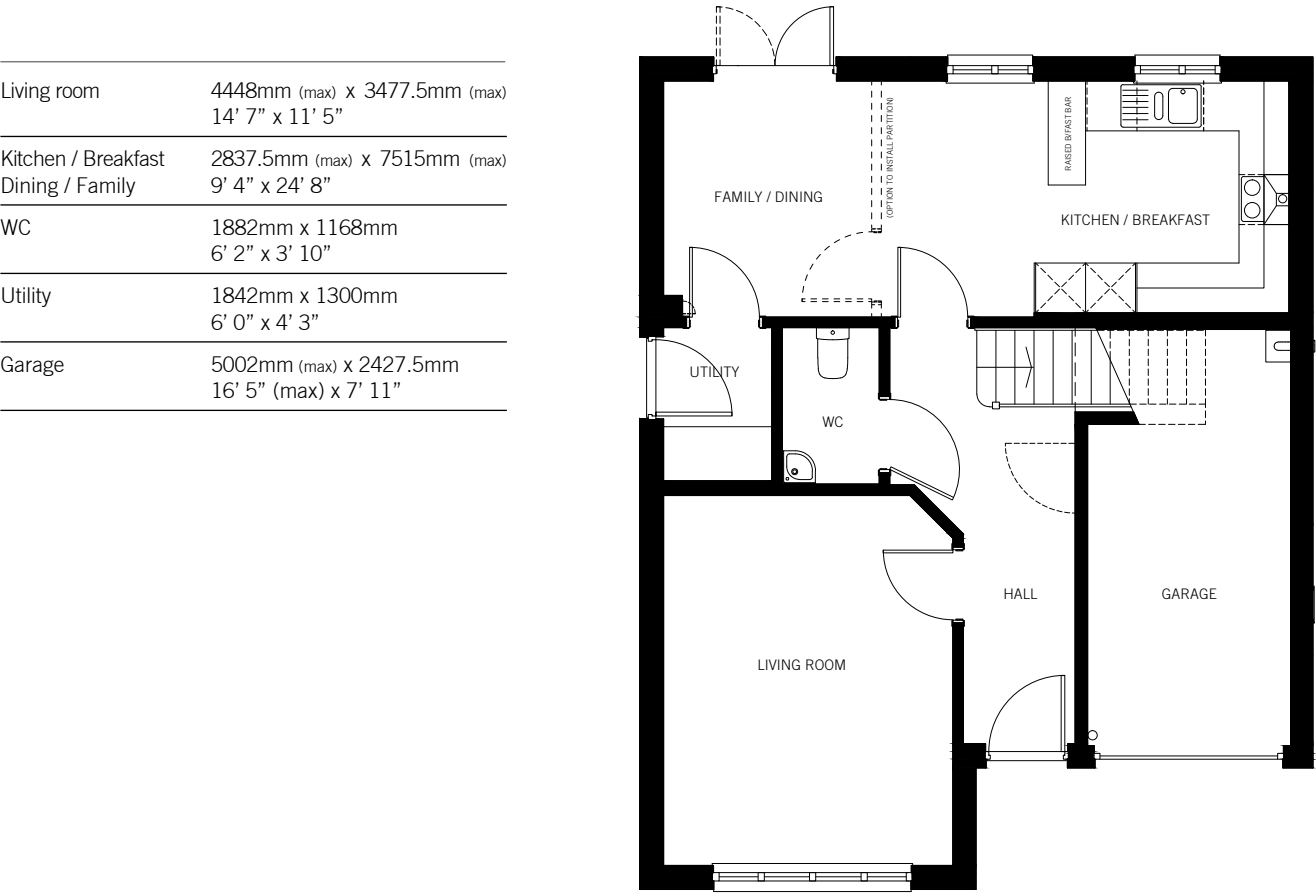 Living room 4448mm (max) x 3477.5mm (max)
14’ 7” x 11’ 5”
Kitchen / Breakfast 2837.5mm (max) x 7515mm (max)
Dining / Family 9’ 4” x 24’ 8”
WC 1882mm x 1168mm
6’ 2” x 3’ 10”
Utility 1842mm x 1300mm
6’ 0” x 4’ 3”
Garage 5002mm (max) x 2427.5mm
16’ 5” (max) x 7’ 11”
(OPTION TO INSTALL PARTITION)
RAISED B/FAST BAR
FAMILY / DINING
KITCHEN / BREAKFAST
UTILITY
WC
HALL
GARAGE
LIVING ROOM